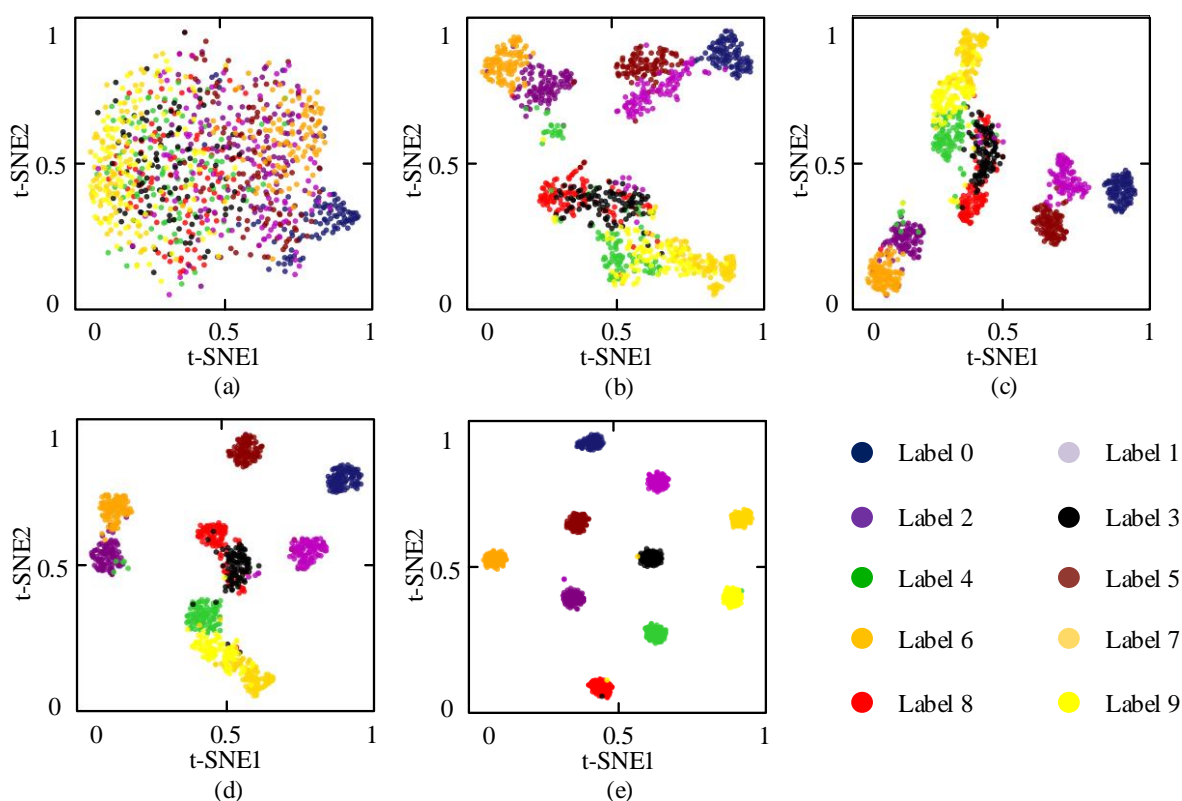 1
t-SNE2
0.5
0
0 0.5 1
t-SNE1
(a)
1
t-SNE2
0.5
0
0 0.5 1
t-SNE1
(b)
1
t-SNE2
0.5
0
0 0.5 1
t-SNE1
(c)
1
t-SNE2
0.5
0
0 0.5 1
t-SNE1
(d)
1
t-SNE2
0.5
0
0 0.5 1
t-SNE1
(e)
Label 0 Label 1
Label 2 Label 3
Label 4 Label 5
Label 6 Label 7
Label 8 Label 9